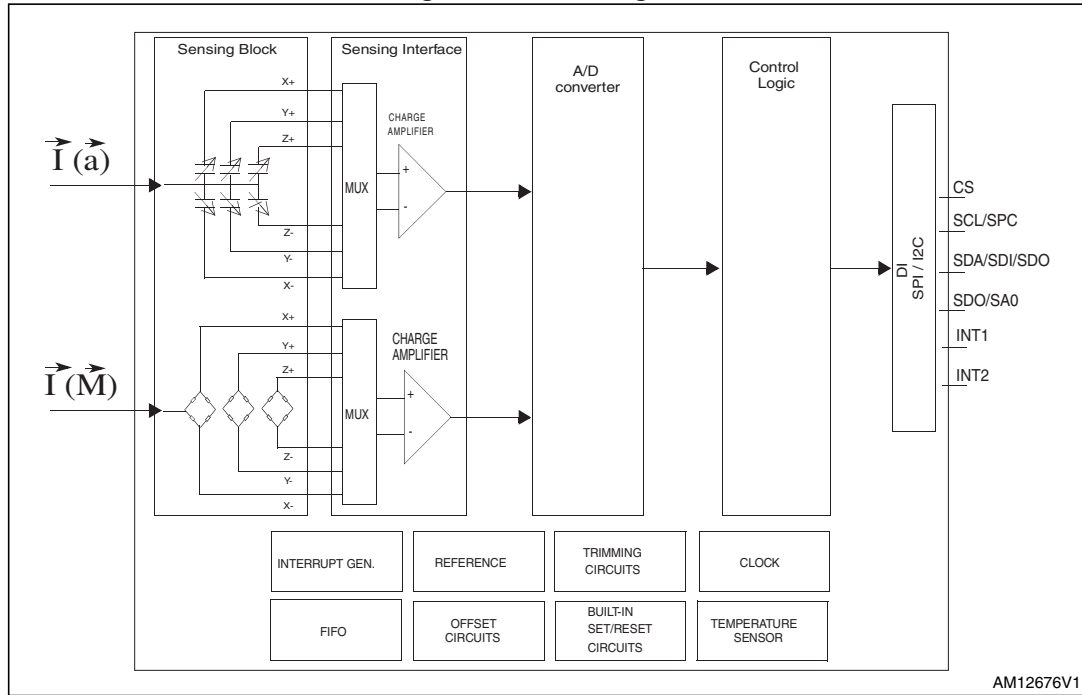 Sensing Block
Sensing Interface
A/D
converter
Control
Logic
X+
Y+
Z+
CHARGE
AMPLIFIER
I (a)
+
-
MUX
Z-
Y-
X-
X+
Y+
Z+
CHARGE
AMPLIFIER
I (M)
+
-
MUX
Z-
Y-
X-
DI
SPI / I2C
CS
SCL/SPC
SDA/SDI/SDO
SDO/SA0
INT1
INT2
INTERRUPT GEN.
REFERENCE
TRIMMING
CIRCUITS
CLOCK
FIFO
OFFSET
CIRCUITS
BUILT-IN
SET/RESET
CIRCUITS
TEMPERATURE
SENSOR
AM12676V1